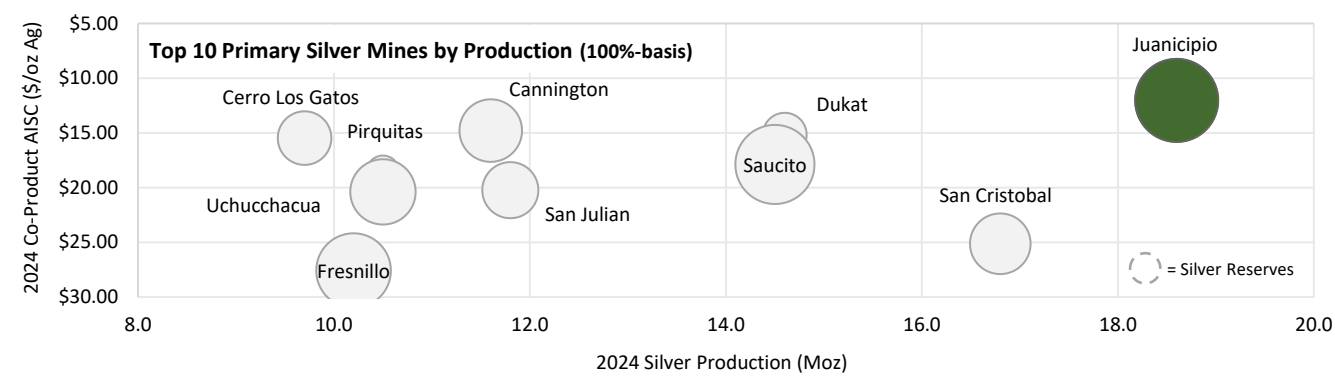 Top 10 Primary Silver Mines by Production (100%-basis)
2024 Co-Product AISC ($/oz Ag)
$5.00
$10.00
$15.00
$20.00
$25.00
$30.00
Juanicipio
Cannington
Cerro Los Gatos
Dukat
Pirquitas
Saucito
San Cristobal
Uchucchacua
San Julian
Fresnillo
= Silver Reserves
8.0
10.0
12.0
14.0
16.0
18.0
20.0
2024 Silver Production (Moz)